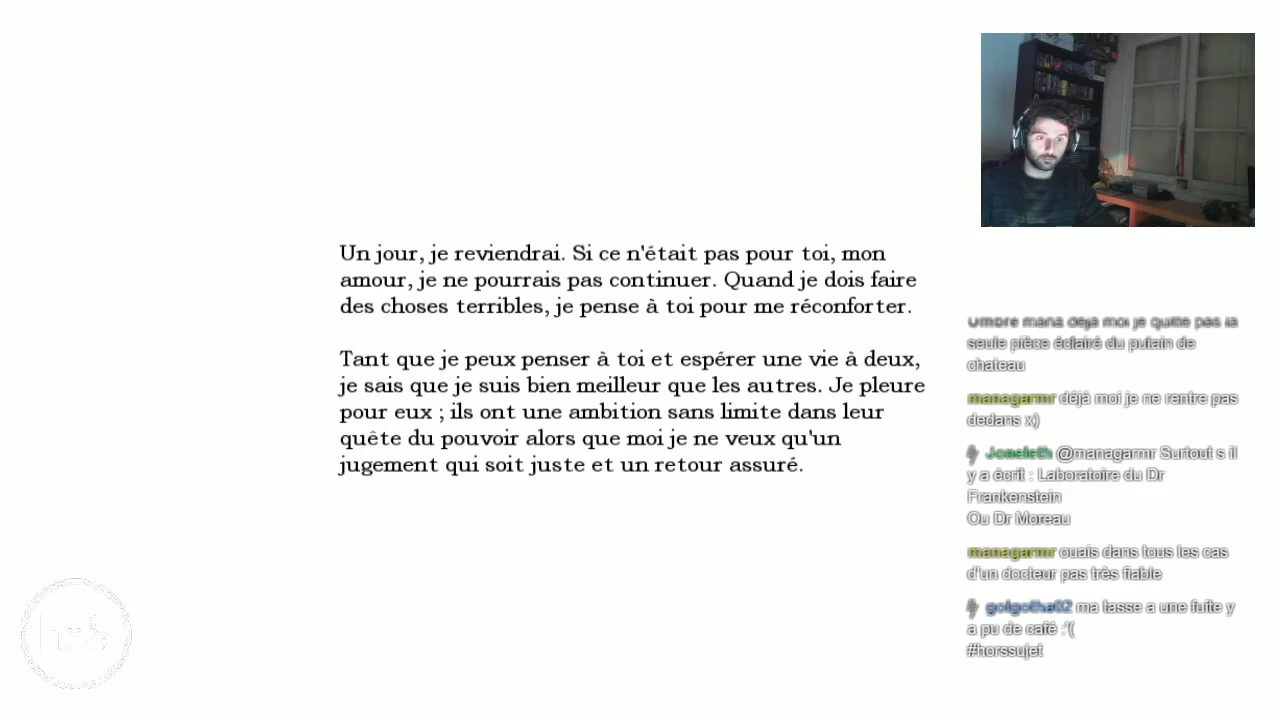 Un jour, je reviendrai. Si ce n'était pas pour toi, mon
amour, je ne pourrais pas continuer. Quand je dois faire
des choses terribles, je pense à toi pour me réconforter.
Tant que je peux penser à toi et espérer une vie à deux,
je sais que je suis bien meilleur que les autres. Je pleure
pour eux ; ils ont une ambition sans limite dans leur
quête du pouvoir alors que moi je ne veux qu'un
jugement qui soit juste et un retour assuré.
Ombre mana déjà moi je quitte pas la
seule pièce éclairé du putain de
chateau
managarmr déjà moi je ne rentre pas
dedans x)
Joneleth @managarmr Surtout s il
y a écrit : Laboratoire du Dr
Frankenstein
Ou Dr Moreau
managarmr ouais dans tous les cas
d'un docteur pas très fiable
golgotha02 ma tasse a une fuite y
a pu de café :'(
#horssujet